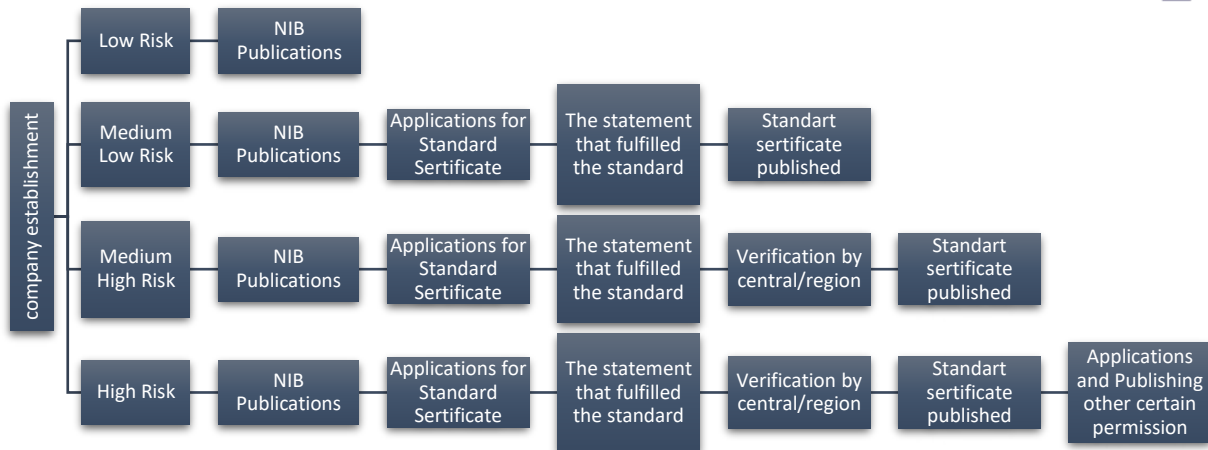 company establishment
Low Risk
NIB
Publications
Medium
Low Risk
NIB
Publications
Applications for
Standard
Sertificate
The statement
that fulfilled
the standard
Standart
sertificate
published
Medium
High Risk
NIB
Publications
Applications for
Standard
Sertificate
The statement
that fulfilled
the standard
Verification by
central/region
Standart
sertificate
published
High Risk
NIB
Publications
Applications for
Standard
Sertificate
The statement
that fulfilled
the standard
Verification by
central/region
Standart
sertificate
published
Applications
and Publishing
other certain
permission